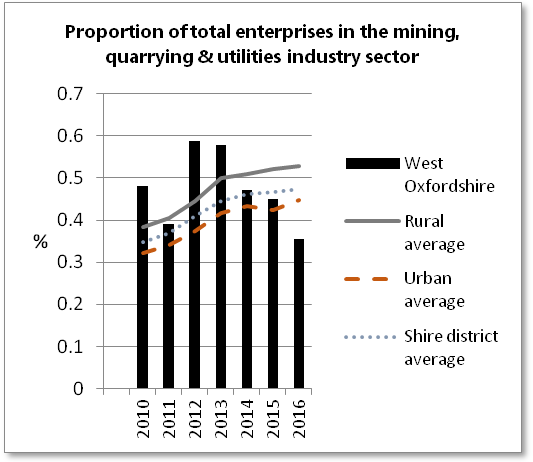 Proportion of total enterprises in the mining,
quarrying & utilities industry sector
0.7
0.6
0.5
0.4
0.3
0.2
0.1
0
%
2010
2011
2012
2013
2014
2015
2016
West
Oxfordshire
Rural
average
Urban
average
Shire district
average